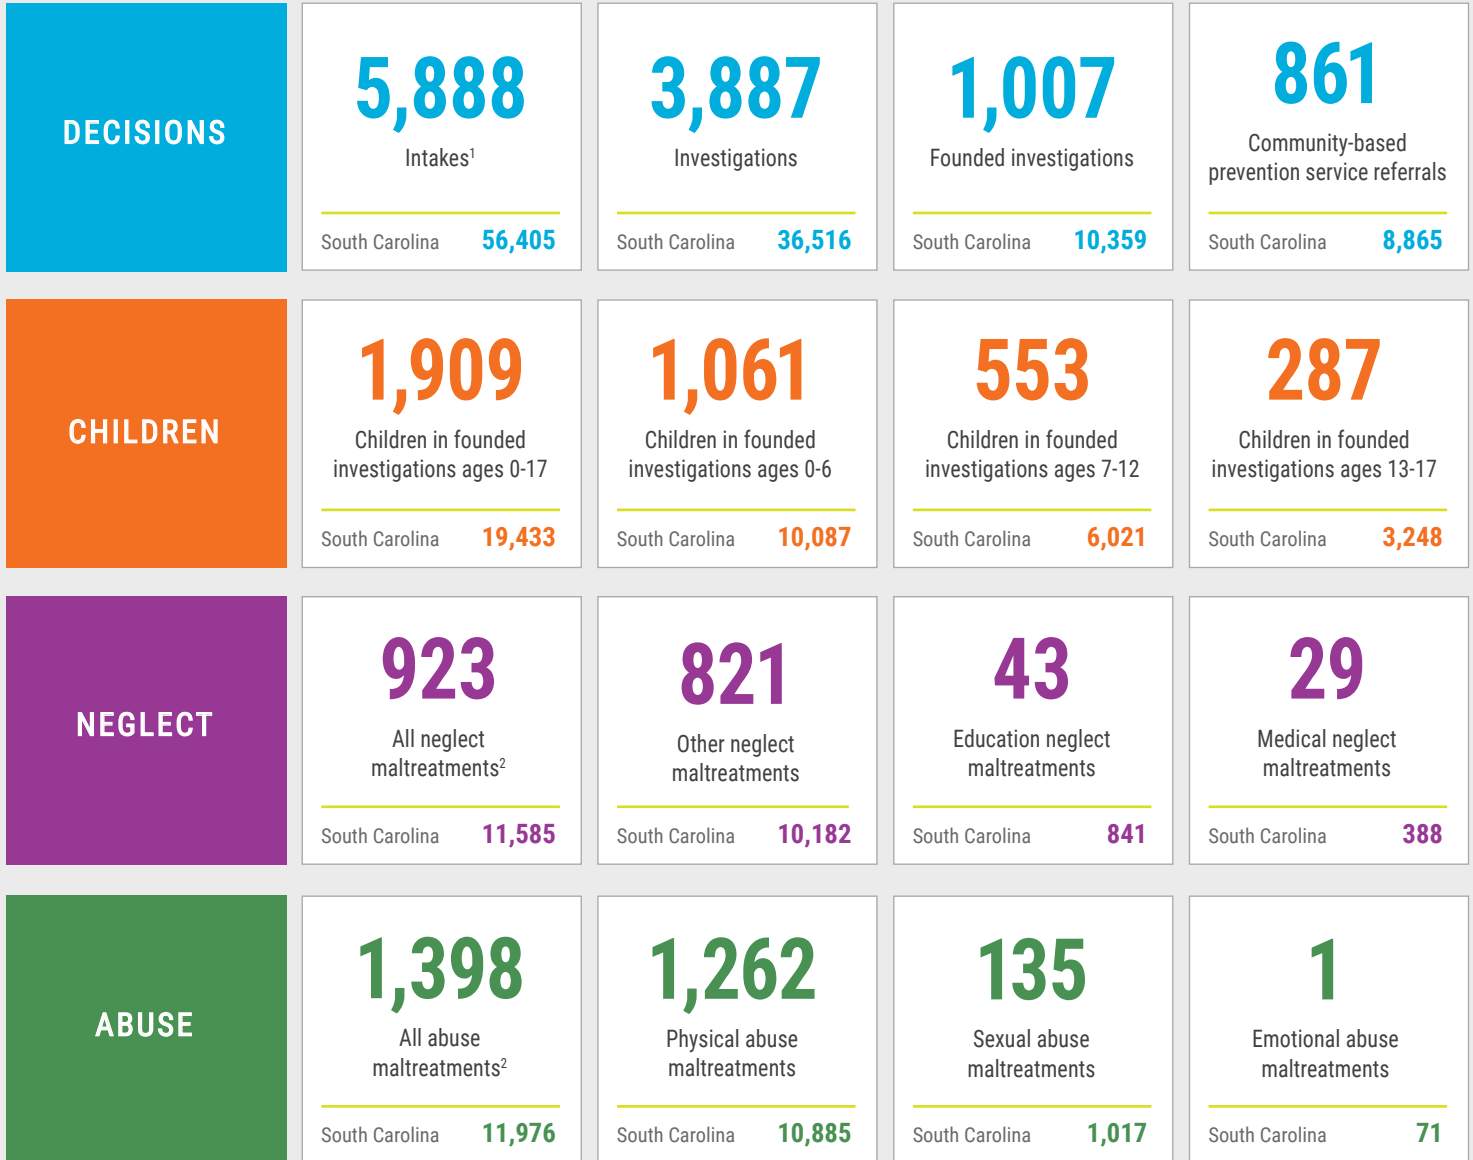 DECISIONS
5,888
Intakes¹
South Carolina 56,405
3,887
Investigations
South Carolina 36,516
1,007
Founded investigations
South Carolina 10,359
861
Community-based
prevention service referrals
South Carolina 8,865
CHILDREN
1,909
Children in founded
investigations ages 0-17
South Carolina 19,433
1,061
Children in founded
investigations ages 0-6
South Carolina 10,087
553
Children in founded
investigations ages 7-12
South Carolina 6,021
287
Children in founded
investigations ages 13-17
South Carolina 3,248
NEGLECT
923
All neglect
maltreatments²
South Carolina 11,585
821
Other neglect
maltreatments
South Carolina 10,182
43
Education neglect
maltreatments
South Carolina 841
29
Medical neglect
maltreatments
South Carolina 388
ABUSE
1,398
All abuse
maltreatments²
South Carolina 11,976
1,262
Physical abuse
maltreatments
South Carolina 10,885
135
Sexual abuse
maltreatments
South Carolina 1,017
1
Emotional abuse
maltreatments
South Carolina 71